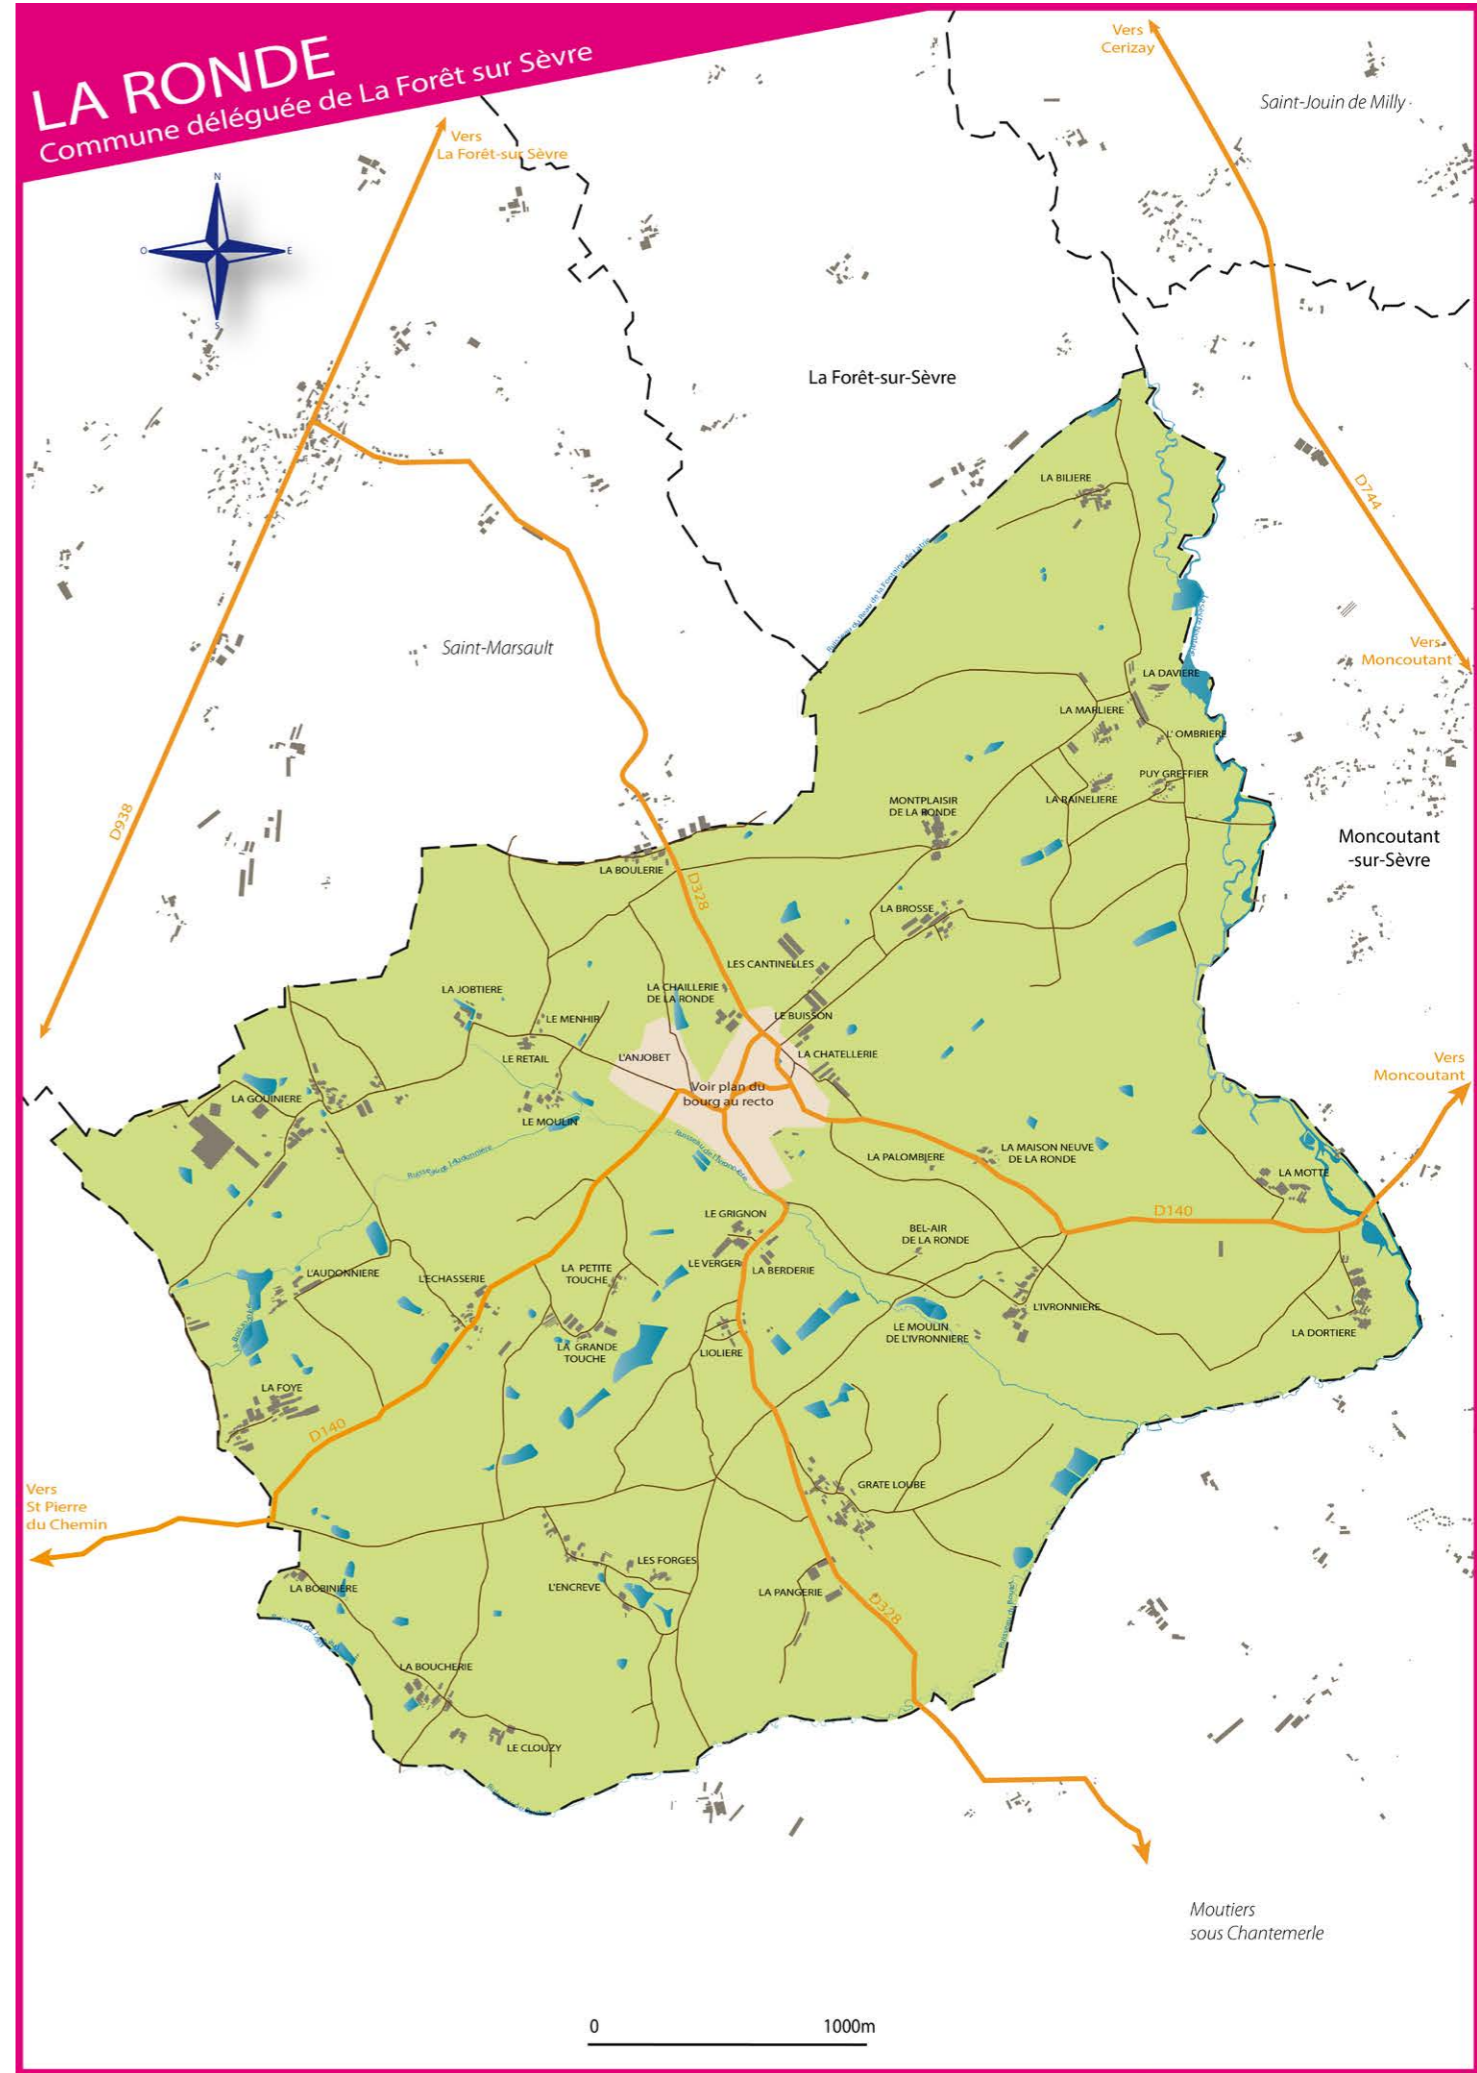 LA RONDE
Commune déléguée de La Forêt sur Sèvre
Vers
Cerizay
Saint-Jouin de Milly
Vers
La Forêt-sur Sèvre
N
O
E
S
La Forêt-sur-Sèvre
LA BILIERE
D744
Saint-Marsault
Vers
Moncoutant
LA DAVIERE
LA MARLIERE
L' OMBRIERE
PUY GREFFIER
LA RAINELIERE
MONTPLAISIR
DE LA RONDE
D938
Moncoutant
-sur-Sèvre
LA BOULERIE
D328
LA BROSSE
LES CANTINELLES
LA JOBTIERE
LA CHAILLERIE
DE LA RONDE
LE MENHIR
LE BUISSON
LE RETAIL
L'ANJOBET
LA CHATELLERIE
Vers
Moncoutant
Voir plan du
bourg au recto
LA GOUINIERE
LE MOULIN
LA PALOMBIERE
LA MAISON NEUVE
DE LA RONDE
LA MOTTE
D140
LE GRIGNON
BEL-AIR
DE LA RONDE
LE VERGER
LA BERDERIE
L'AUDONNIERE
L'ECHASSERIE
LA PETITE
TOUCHE
L'IVRONNIERE
LE MOULIN
DE L'IVRONNIÈRE
LA DORTIERE
LA GRANDE
TOUCHE
LIOLIERE
LA FOYE
D140
GRATE LOUBE
Vers
St Pierre
du Chemin
LES FORGES
L'ENCREVE
LA PANGERIE
LA BOBINIERE
D328
LA BOUCHERIE
LE CLOUZY
Moutiers
sous Chantemerle
0
1000m